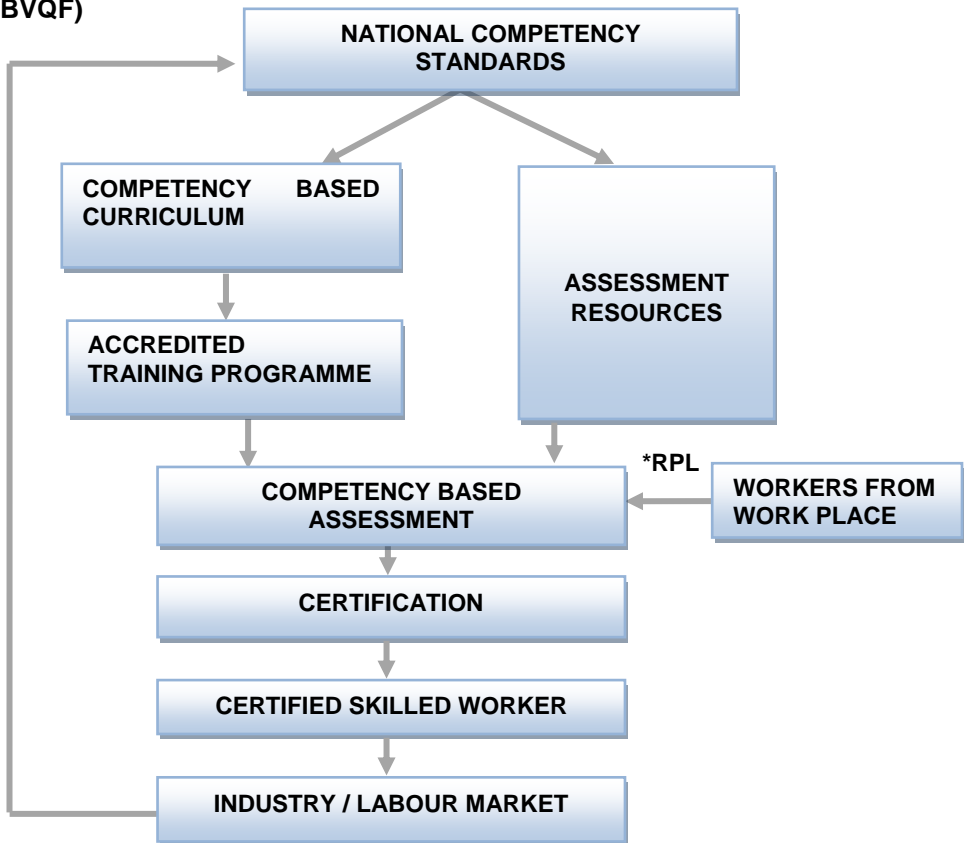 BVQF)
NATIONAL COMPETENCY
STANDARDS
COMPETENCY BASED
CURRICULUM
ASSESSMENT
RESOURCES
ACCREDITED
TRAINING PROGRAMME
*RPL
COMPETENCY BASED
ASSESSMENT
WORKERS FROM
WORK PLACE
CERTIFICATION
CERTIFIED SKILLED WORKER
INDUSTRY / LABOUR MARKET